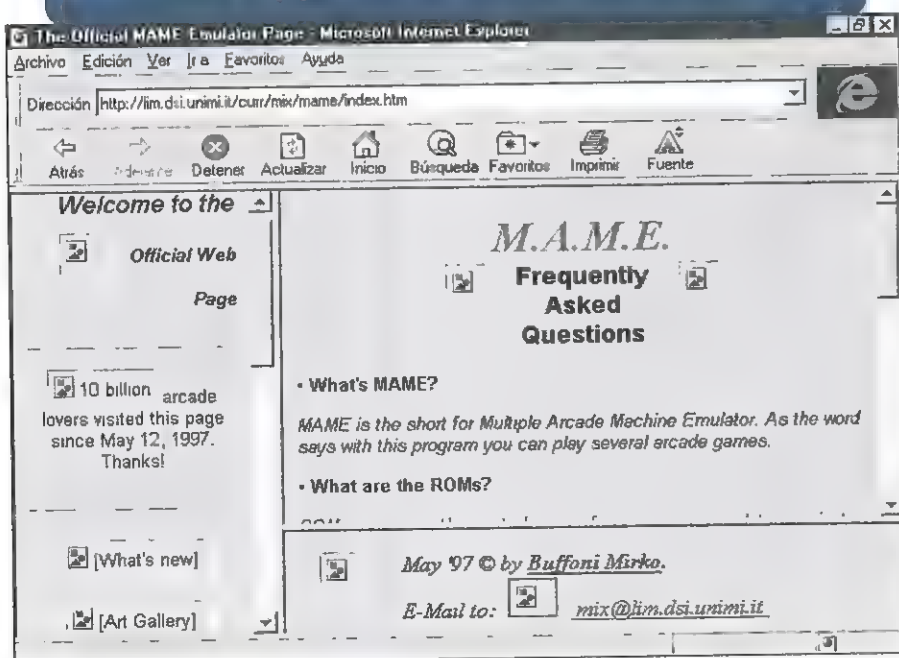 The Official MAME Emulator Page - Microsoft Internet Explorer
Archivo Edición Ver Ir a Favoritos Ayuda
Dirección http://lim.dsi.unimi.it/curr/mix/mame/index.htm
Atrás Adelante Detener Actualizar Inicio Búsqueda Favoritos Imprimir Fuente
Welcome to the
Official Web
Page
10 billion arcade
lovers visited this page
since May 12, 1997.
Thanks!
[What's new]
[Art Gallery]
M.A.M.E.
Frequently
Asked
Questions
• What's MAME?
MAME is the short for Multiple Arcade Machine Emulator. As the word
says with this program you can play several arcade games.
• What are the ROMs?
May '97 © by Buffoni Mirko.
E-Mail to: mix@lim.dsi.unimi.it